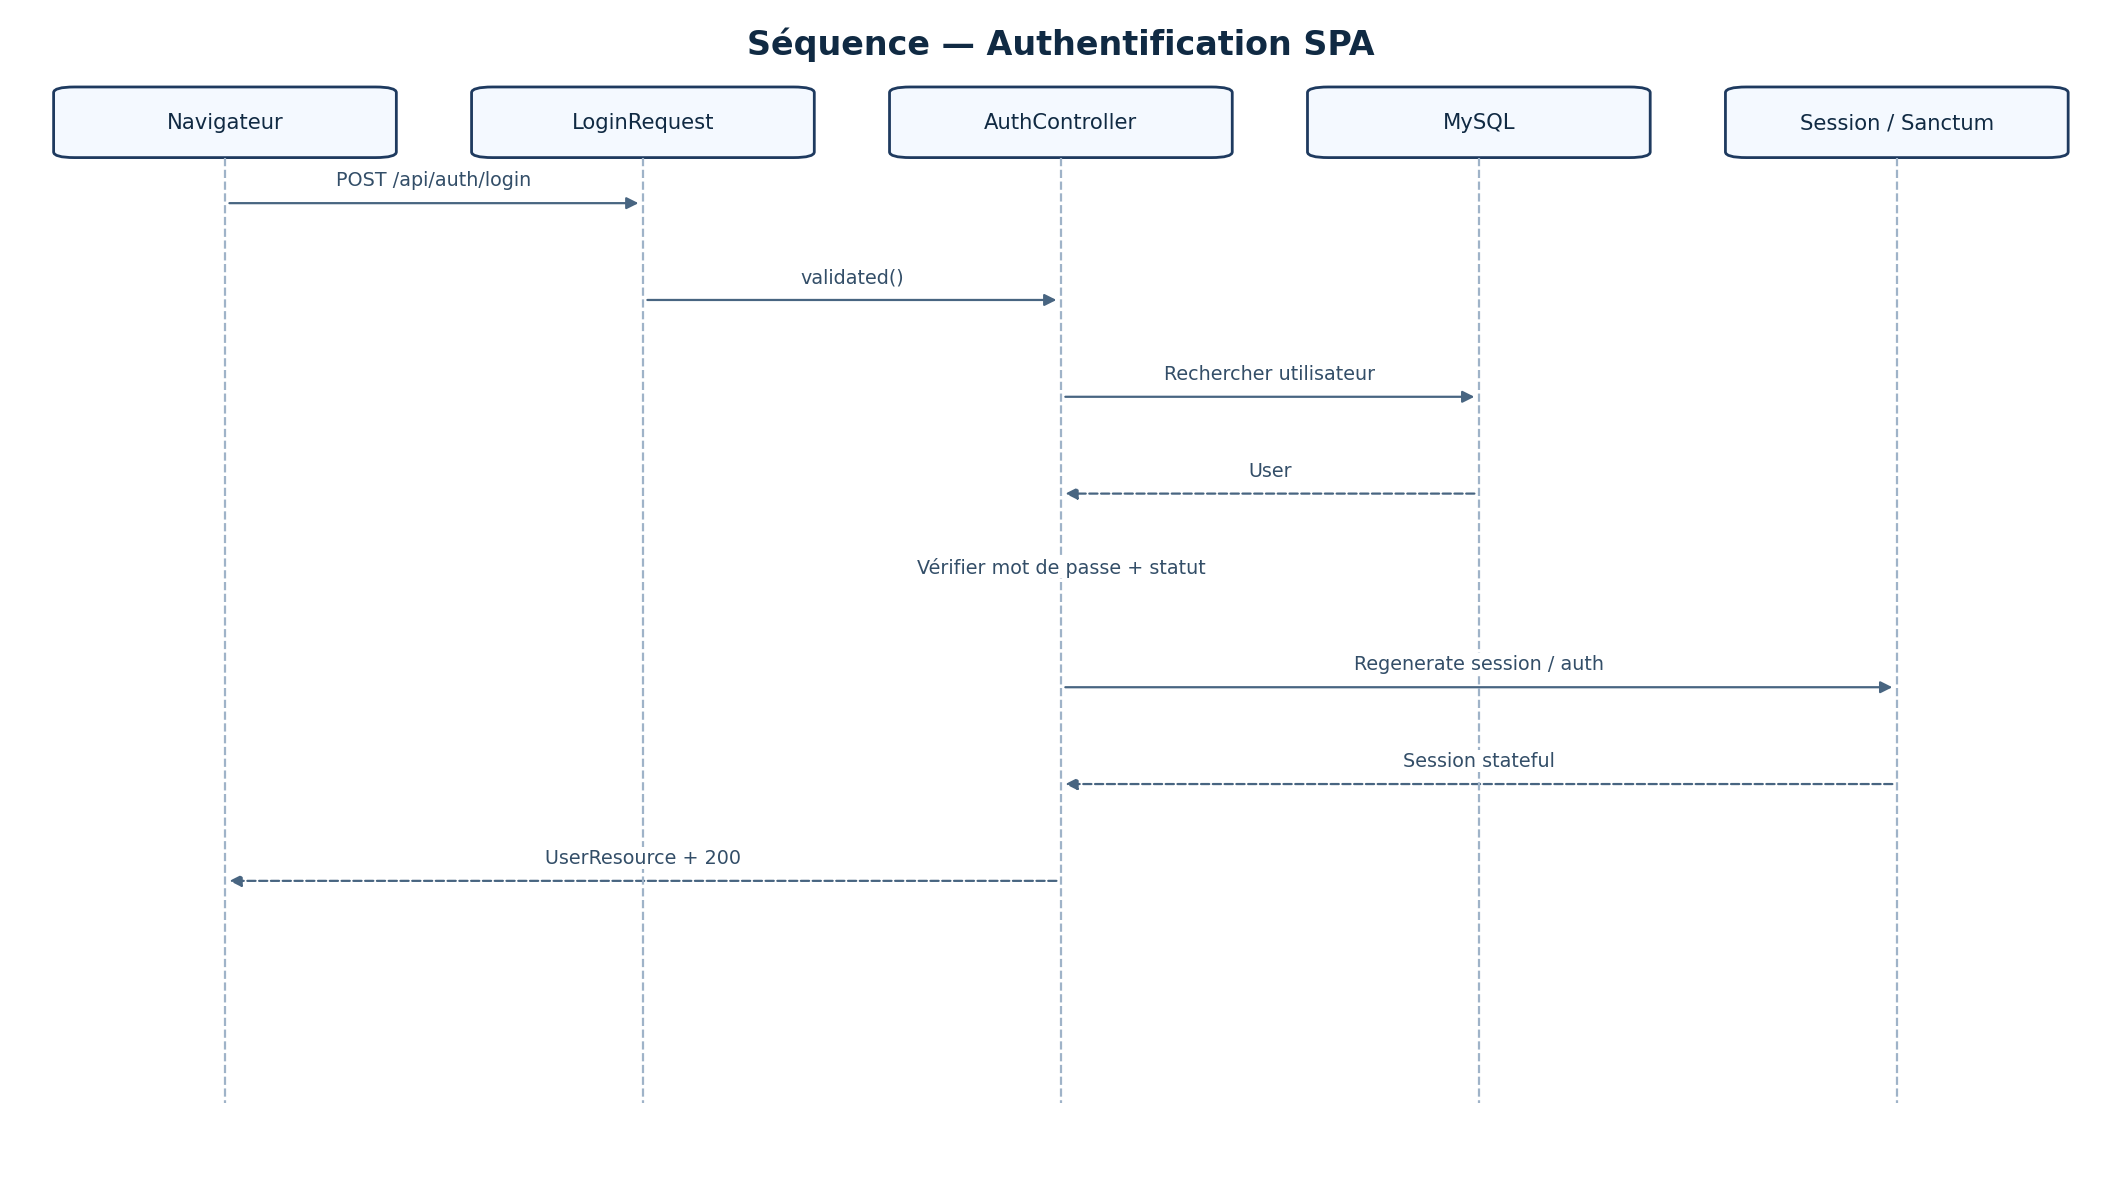 Séquence — Authentification SPA
Navigateur
LoginRequest
AuthController
MySQL
Session / Sanctum
POST /api/auth/login
validated()
Rechercher utilisateur
User
Vérifier mot de passe + statut
Regenerate session / auth
Session stateful
UserResource + 200